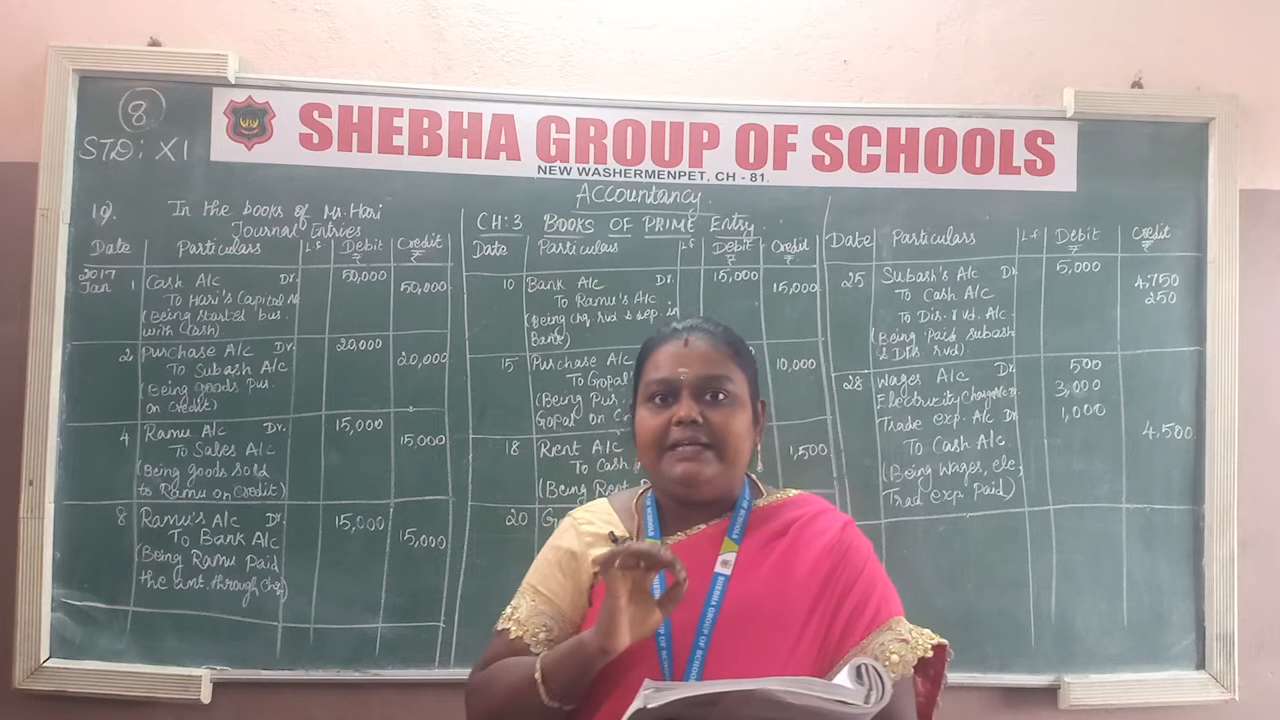 8
STD: XI
SHEBHA GROUP OF SCHOOLS
NEW WASHERMENPET, CH - 81.
Accountancy
CH:3 BOOKS OF PRIME Entry
19). In the books of Mr. Hari
Journal Entries
Date Particulars L.F. Debit ₹ Credit ₹
2017
Jan 1 Cash A/c Dr. 50,000
To Hari's Capital A/c 50,000
(Being started bus.
with Cash).
2 Purchase A/c Dr. 20,000
To Subash A/c 20,000
(Being goods pur.
on Credit)
4 Ramu A/c Dr. 15,000
To Sales A/c 15,000
(Being goods sold
to Ramu on Credit)
8 Ramu's A/c Dr. 15,000
To Bank A/c 15,000
(Being Ramu paid
the amt. through chq)
Date Particulars L.F Debit ₹ Credit ₹
10 Bank A/c Dr. 15,000
To Ramu's A/c 15,000
(Being chq. rvd & dep. in
Bank)
15 Purchase A/c
To Gopal 10,000
(Being Pur.
Gopal on
18 Rent A/c
To Cash 1,500
(Being Rent
20
Date Particulars L.F Debit ₹ Credit ₹
25 Subash's A/c Dr 5,000
To Cash A/c 4,750
To Dis. rvd. A/c. 250
(Being Paid Subash
& Dis. rvd).
28 Wages A/c Dr. 500
Electricity Charges A/c Dr. 3,000
Trade exp. A/c Dr. 1,000
To Cash A/c. 4,500
(Being wages, ele,
Trad exp. Paid)
OF SCHOOLS
SHEBHA GROUP OF SCHOOLS